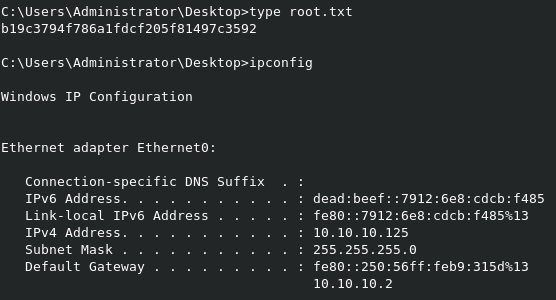 C:\Users\Administrator\Desktop>type root.txt
b19c3794f786a1fdcf205f81497c3592
C:\Users\Administrator\Desktop>ipconfig
Windows IP Configuration
Ethernet adapter Ethernet0:
   Connection-specific DNS Suffix  . :
   IPv6 Address. . . . . . . . . . . : dead:beef::7912:6e8:cdcb:f485
   Link-local IPv6 Address . . . . . : fe80::7912:6e8:cdcb:f485%13
   IPv4 Address. . . . . . . . . . . : 10.10.10.125
   Subnet Mask . . . . . . . . . . . : 255.255.255.0
   Default Gateway . . . . . . . . . : fe80::250:56ff:feb9:315d%13
                                       10.10.10.2